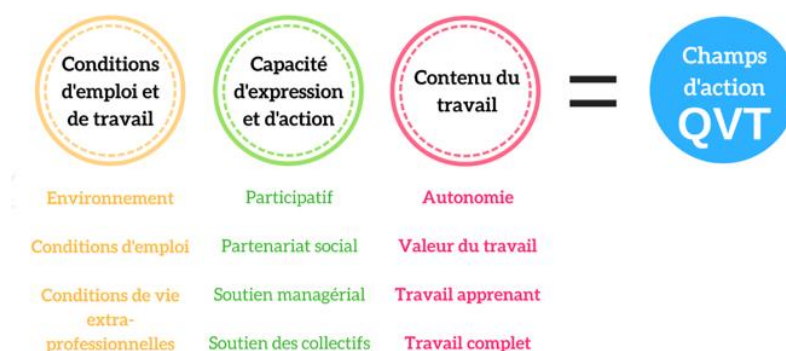 Conditions
d'emploi et
de travail
Capacité
d'expression
et d'action
Contenu du
travail
=
Champs
d'action
QVT
Environnement
Conditions d'emploi
Conditions de vie
extra-
professionnelles
Participatif
Partenariat social
Soutien managérial
Soutien des collectifs
Autonomie
Valeur du travail
Travail apprenant
Travail complet